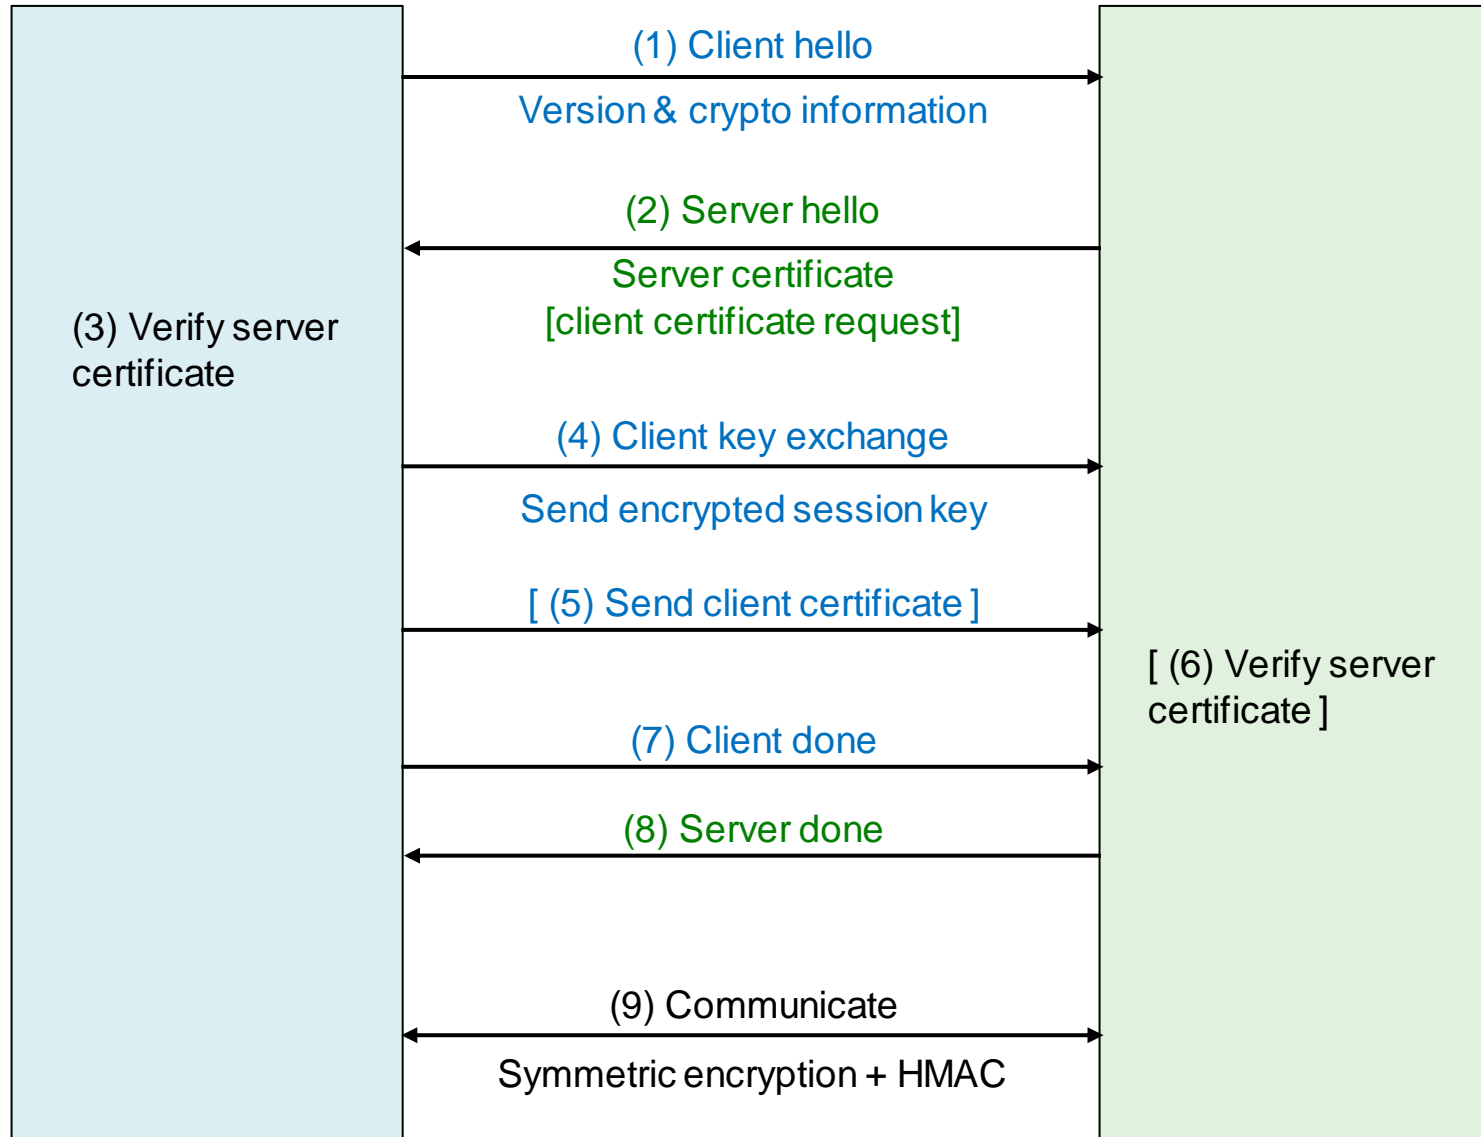 (1) Client hello
Version & crypto information
(2) Server hello
Server certificate
[client certificate request]
(3) Verify server
certificate
(4) Client key exchange
Send encrypted session key
[ (5) Send client certificate ]
[ (6) Verify server
certificate ]
(7) Client done
(8) Server done
(9) Communicate
Symmetric encryption + HMAC